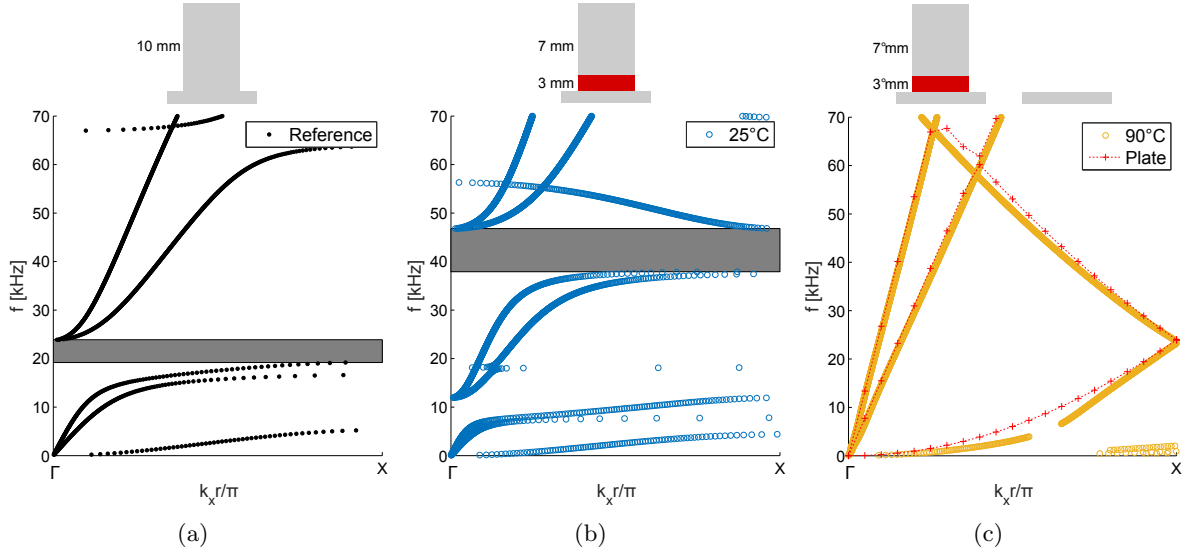 10 mm
70
60
50
40
30
20
10
0
f [kHz]
Reference
Γ
X
k_x r/π
(a)
7 mm
3 mm
70
60
50
40
30
20
10
0
f [kHz]
25°C
Γ
X
k_x r/π
(b)
7°mm
3°mm
70
60
50
40
30
20
10
0
f [kHz]
90°C
Plate
Γ
X
k_x r/π
(c)